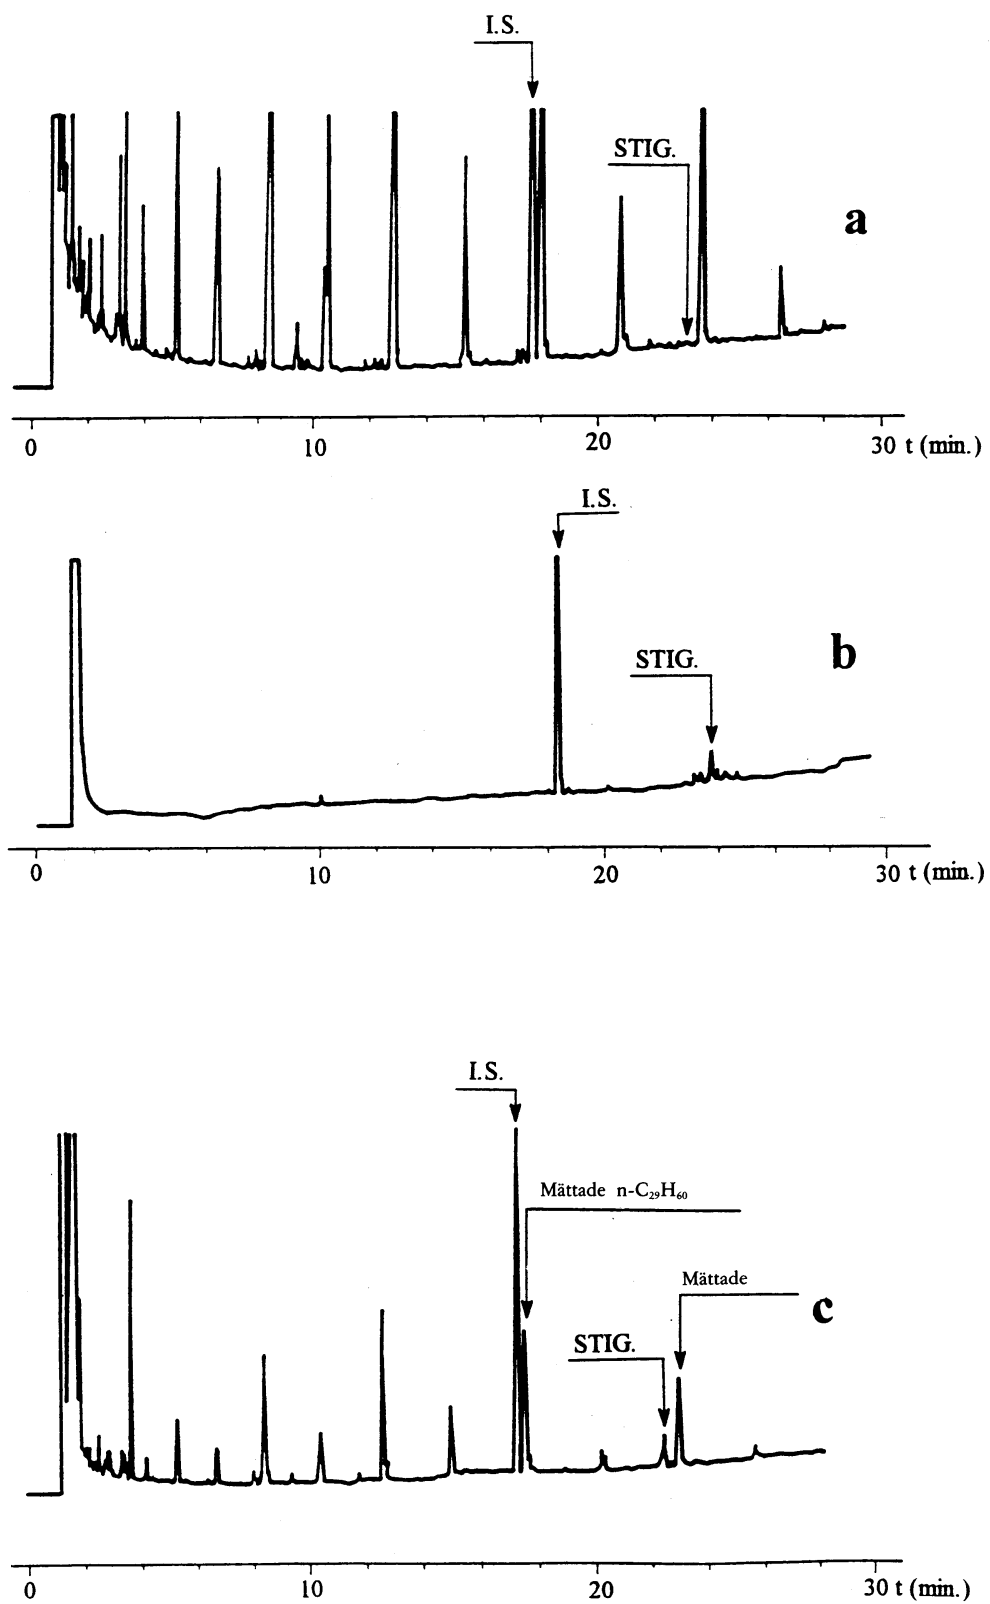 I.S.
STIG.
a
0 10 20 30 t (min.)
I.S.
STIG.
b
0 10 20 30 t (min.)
I.S.
Mättade n-C₂₉H₆₀
Mättade
c
STIG.
0 10 20 30 t (min.)